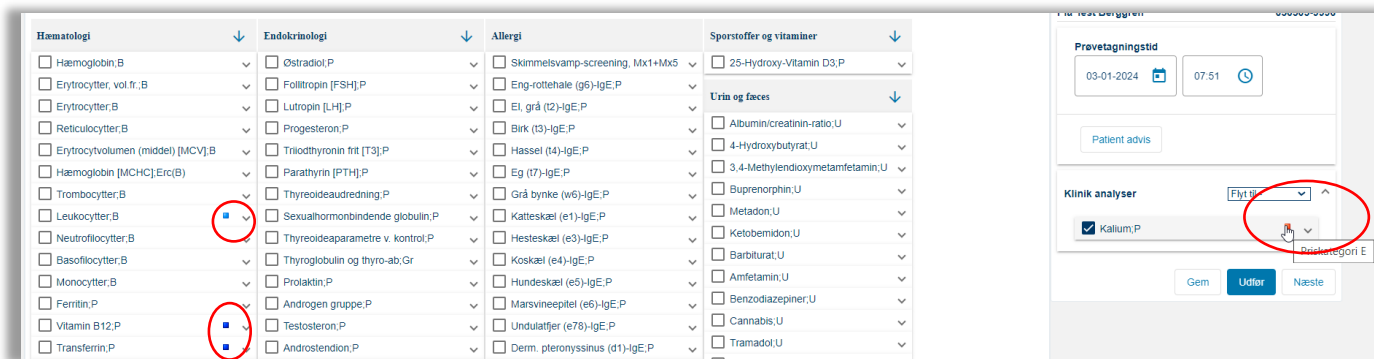 Hæmatologi
Hæmoglobin;B
Erytrocytter, vol.fr.;B
Erytrocytter;B
Reticulocytter;B
Erytrocytvolumen (middel) [MCV];B
Hæmoglobin [MCHC];Erc(B)
Trombocytter;B
Leukocytter;B
Neutrofilocytter;B
Basofilocytter;B
Monocytter;B
Ferritin;P
Vitamin B12;P
Transferrin;P
Endokrinologi
Østradiol;P
Follitropin [FSH];P
Lutropin [LH];P
Progesteron;P
Triiodthyronin frit [T3];P
Parathyrin [PTH];P
Thyreoideaudredning;P
Sexualhormonbindende globulin;P
Thyreoideaparametre v. kontrol;P
Thyroglobulin og thyro-ab;Gr
Prolaktin;P
Androgen gruppe;P
Testosteron;P
Androstendion;P
Allergi
Skimmelsvamp-screening, Mx1+Mx5
Eng-rottehale (g6)-IgE;P
El, grå (t2)-IgE;P
Birk (t3)-IgE;P
Hassel (t4)-IgE;P
Eg (t7)-IgE;P
Grå bynke (w6)-IgE;P
Katteskæl (e1)-IgE;P
Hesteskæl (e3)-IgE;P
Koskæl (e4)-IgE;P
Hundeskæl (e5)-IgE;P
Marsvineepitel (e6)-IgE;P
Undulatfjer (e78)-IgE;P
Derm. pteronyssinus (d1)-IgE;P
Sporstoffer og vitaminer
25-Hydroxy-Vitamin D3;P
Urin og fæces
Albumin/creatinin-ratio;U
4-Hydroxybutyrat;U
3,4-Methylendioxymetamfetamin;U
Buprenorphin;U
Metadon;U
Ketobemidon;U
Barbiturat;U
Amfetamin;U
Benzodiazepiner;U
Cannabis;U
Tramadol;U
Test Berggren
Prøvetagningstid
03-01-2024 07:51
Patient advis
Klinik analyser Flyt til
Kalium;P
Priskategori E
Gem Udfør Næste